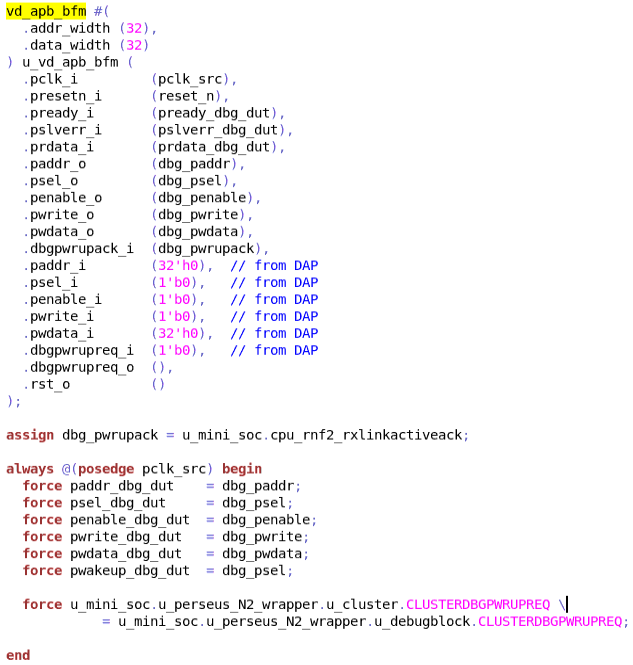 vd_apb_bfm #(
  .addr_width (32),
  .data_width (32)
) u_vd_apb_bfm (
  .pclk_i         (pclk_src),
  .presetn_i      (reset_n),
  .pready_i       (pready_dbg_dut),
  .pslverr_i      (pslverr_dbg_dut),
  .prdata_i       (prdata_dbg_dut),
  .paddr_o        (dbg_paddr),
  .psel_o         (dbg_psel),
  .penable_o      (dbg_penable),
  .pwrite_o       (dbg_pwrite),
  .pwdata_o       (dbg_pwdata),
  .dbgpwrupack_i  (dbg_pwrupack),
  .paddr_i        (32'h0),  // from DAP
  .psel_i         (1'b0),   // from DAP
  .penable_i      (1'b0),   // from DAP
  .pwrite_i       (1'b0),   // from DAP
  .pwdata_i       (32'h0),  // from DAP
  .dbgpwrupreq_i  (1'b0),   // from DAP
  .dbgpwrupreq_o  (),
  .rst_o          ()
);

assign dbg_pwrupack = u_mini_soc.cpu_rnf2_rxlinkactiveack;

always @(posedge pclk_src) begin
  force paddr_dbg_dut    = dbg_paddr;
  force psel_dbg_dut     = dbg_psel;
  force penable_dbg_dut  = dbg_penable;
  force pwrite_dbg_dut   = dbg_pwrite;
  force pwdata_dbg_dut   = dbg_pwdata;
  force pwakeup_dbg_dut  = dbg_psel;

  force u_mini_soc.u_perseus_N2_wrapper.u_cluster.CLUSTERDBGPWRUPREQ \
            = u_mini_soc.u_perseus_N2_wrapper.u_debugblock.CLUSTERDBGPWRUPREQ;

end